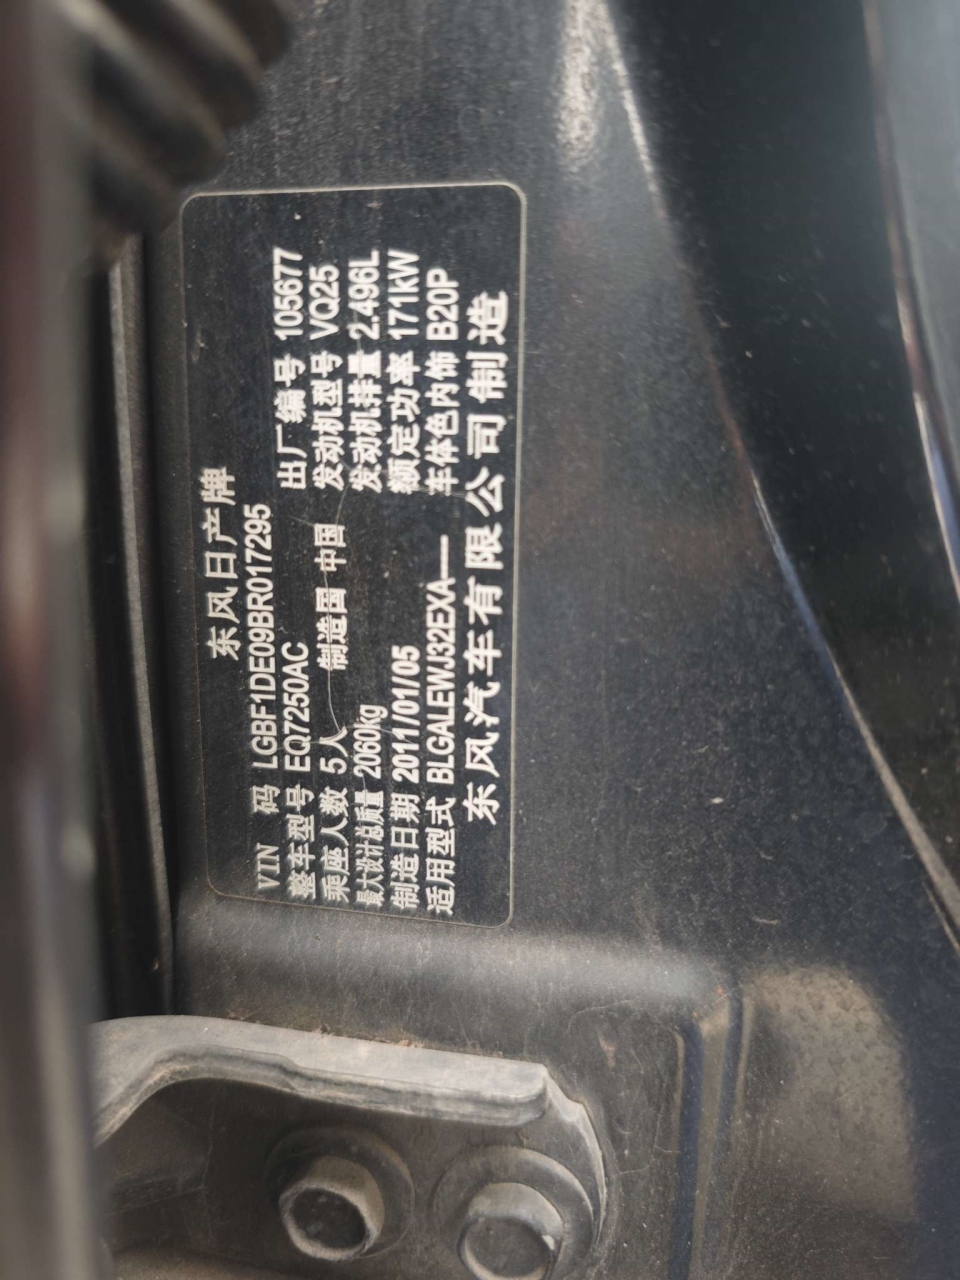 东风日产牌
VIN 码 LGBF1DE09BR017295 出厂编号 105677
整车型号 EQ7250AC 发动机型号 VQ25
乘座人数 5人 制造国 中国 发动机排量 2.496L
最大设计总质量 2060kg 额定功率 171kW
制造日期 2011/01/05 车体色内饰 B20P
适用型式 BLGALEWJ32EXA——
东风汽车有限公司制造